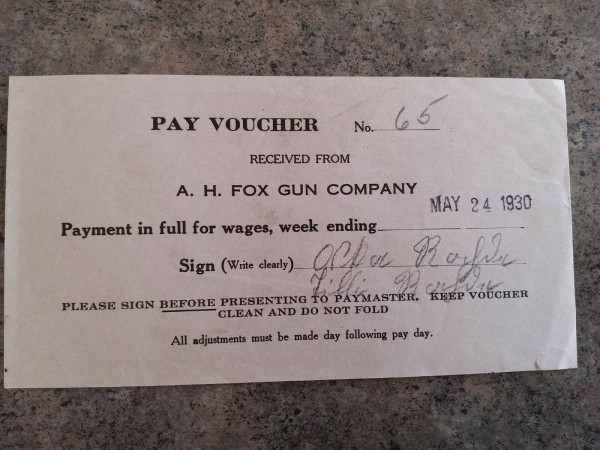 PAY VOUCHER No. 65
RECEIVED FROM
A. H. FOX GUN COMPANY
Payment in full for wages, week ending MAY 24 1930
Sign (Write clearly)
PLEASE SIGN BEFORE PRESENTING TO PAYMASTER. KEEP VOUCHER
CLEAN AND DO NOT FOLD
All adjustments must be made day following pay day.